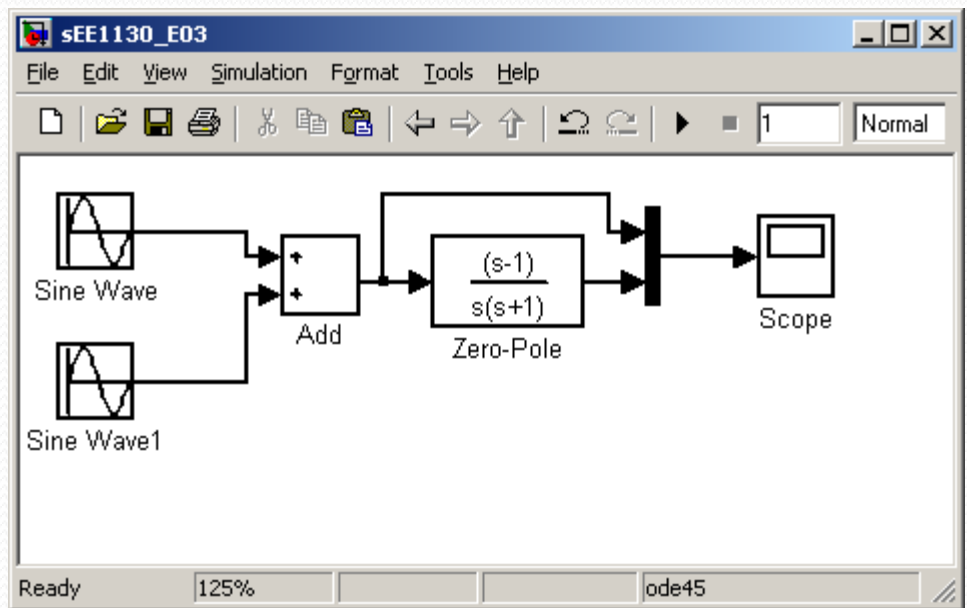 sEE1130_E03
File Edit View Simulation Format Tools Help
1 Normal
Sine Wave
+
+
Add
(s-1)
s(s+1)
Zero-Pole
Scope
Sine Wave1
Ready 125% ode45